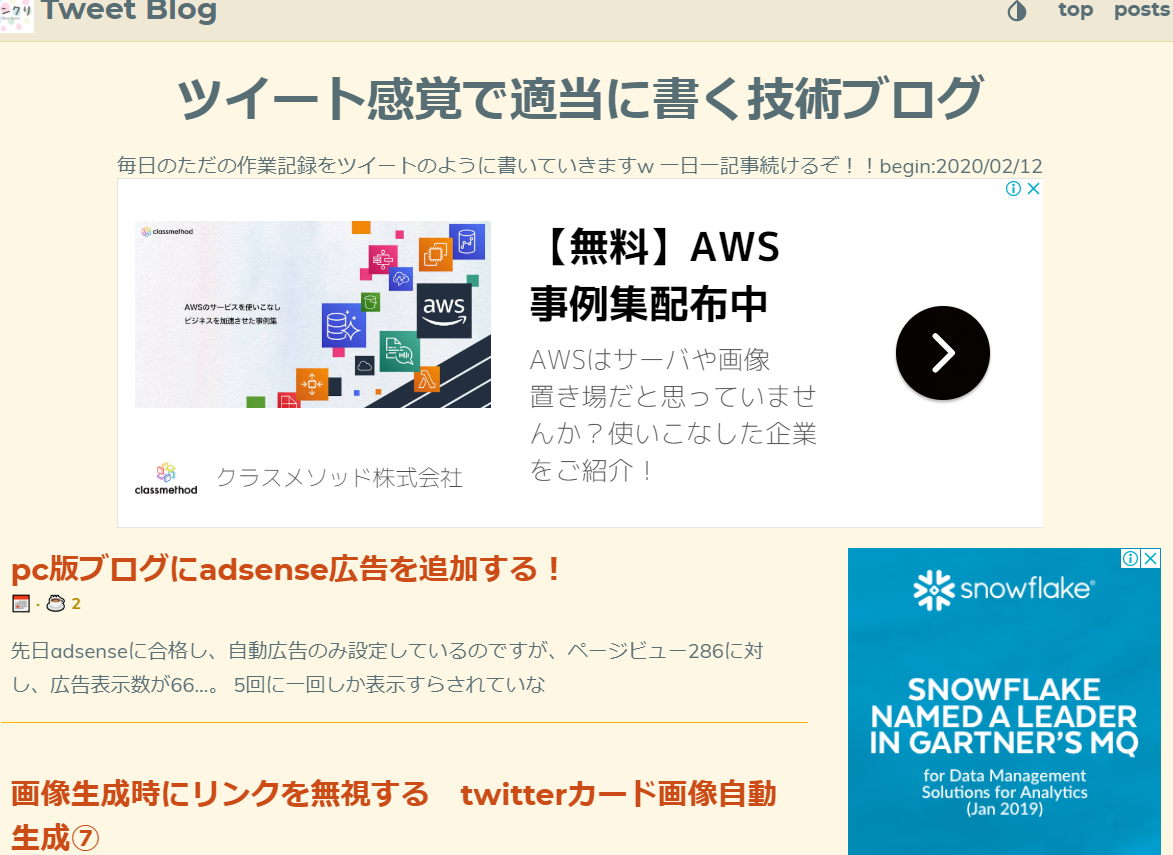 ンクリ
Tweet Blog
top posts
ツイート感覚で適当に書く技術ブログ
毎日のただの作業記録をツイートのように書いていきますw 一日一記事続けるぞ！！begin:2020/02/12
classmethod
AWSのサービスを使いこなし
ビジネスを加速させた事例集
aws
【無料】AWS
事例集配布中
AWSはサーバや画像
置き場だと思っていませ
んか？使いこなした企業
をご紹介！
classmethod
クラスメソッド株式会社
pc版ブログにadsense広告を追加する！
· 2
先日adsenseに合格し、自動広告のみ設定しているのですが、ページビュー286に対
し、広告表示数が66...。 5回に一回しか表示すらされていな
画像生成時にリンクを無視する　twitterカード画像自動
生成⑦
snowflake®
SNOWFLAKE
NAMED A LEADER
IN GARTNER'S MQ
for Data Management
Solutions for Analytics
(Jan 2019)